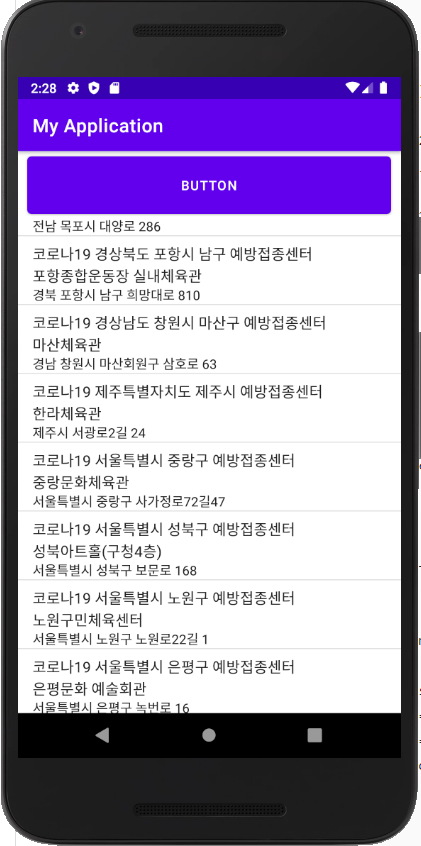 2:28
My Application
BUTTON
전남 목포시 대양로 286
코로나19 경상북도 포항시 남구 예방접종센터
포항종합운동장 실내체육관
경북 포항시 남구 희망대로 810
코로나19 경상남도 창원시 마산구 예방접종센터
마산체육관
경남 창원시 마산회원구 삼호로 63
코로나19 제주특별자치도 제주시 예방접종센터
한라체육관
제주시 서광로2길 24
코로나19 서울특별시 중랑구 예방접종센터
중랑문화체육관
서울특별시 중랑구 사가정로72길47
코로나19 서울특별시 성북구 예방접종센터
성북아트홀(구청4층)
서울특별시 성북구 보문로 168
코로나19 서울특별시 노원구 예방접종센터
노원구민체육센터
서울특별시 노원구 노원로22길 1
코로나19 서울특별시 은평구 예방접종센터
은평문화 예술회관
서울특별시 은평구 녹번로 16